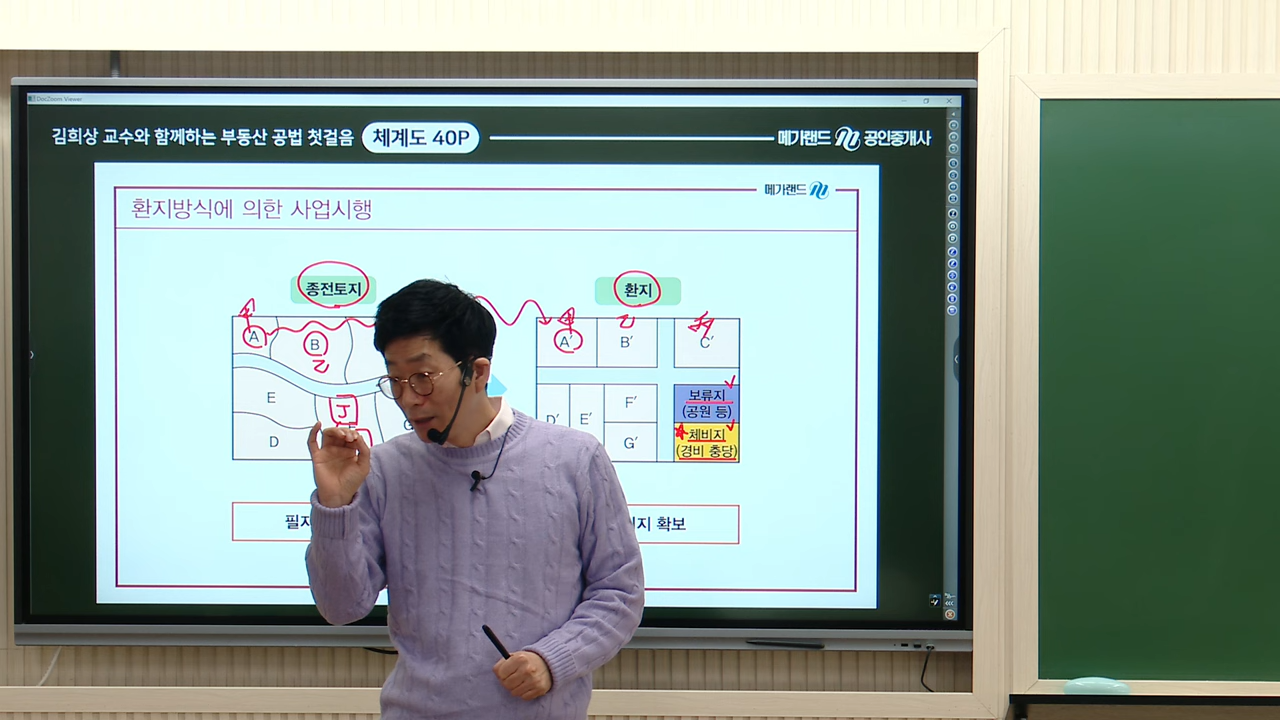 DocZoom Viewer
김희상 교수와 함께하는 부동산 공법 첫걸음 체계도 40P 메가랜드 공인중개사
메가랜드
환지방식에 의한 사업시행
종전토지 환지
A B A' B' C'
E D' E' F' 보류지 (공원 등)
D G' 체비지 (경비 충당)
확보